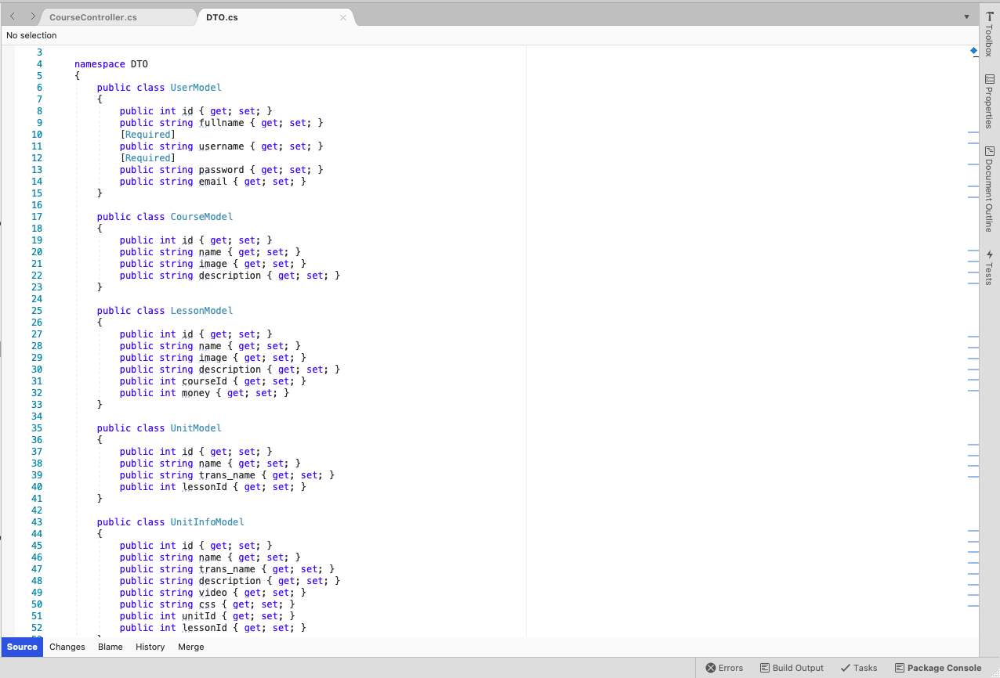 CourseController.cs
DTO.cs
No selection
3
4 namespace DTO
5 {
6 public class UserModel
7 {
8 public int id { get; set; }
9 public string fullname { get; set; }
10 [Required]
11 public string username { get; set; }
12 [Required]
13 public string password { get; set; }
14 public string email { get; set; }
15 }
16
17 public class CourseModel
18 {
19 public int id { get; set; }
20 public string name { get; set; }
21 public string image { get; set; }
22 public string description { get; set; }
23 }
24
25 public class LessonModel
26 {
27 public int id { get; set; }
28 public string name { get; set; }
29 public string image { get; set; }
30 public string description { get; set; }
31 public int courseId { get; set; }
32 public int money { get; set; }
33 }
34
35 public class UnitModel
36 {
37 public int id { get; set; }
38 public string name { get; set; }
39 public string trans_name { get; set; }
40 public int lessonId { get; set; }
41 }
42
43 public class UnitInfoModel
44 {
45 public int id { get; set; }
46 public string name { get; set; }
47 public string trans_name { get; set; }
48 public string description { get; set; }
49 public string video { get; set; }
50 public string css { get; set; }
51 public int unitId { get; set; }
52 public int lessonId { get; set; }
Toolbox
Properties
Document Outline
Tests
Source Changes Blame History Merge
Errors Build Output Tasks Package Console